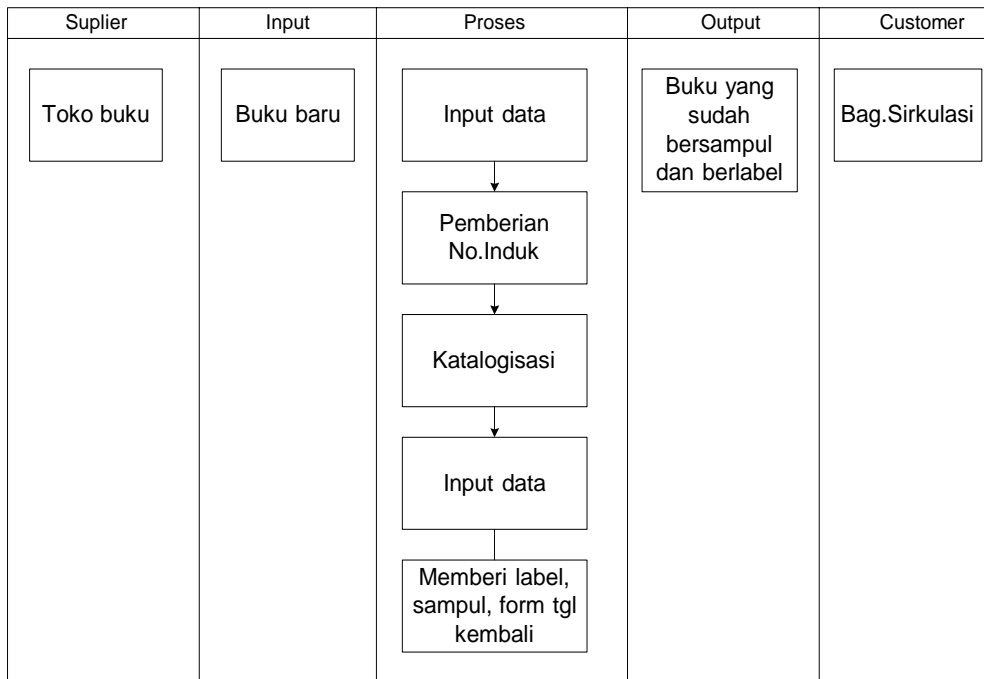 Suplier
Input
Proses
Output
Customer
Toko buku
Buku baru
Input data
Buku yang
sudah
bersampul
dan berlabel
Bag.Sirkulasi
Pemberian
No.Induk
Katalogisasi
Input data
Memberi label,
sampul, form tgl
kembali